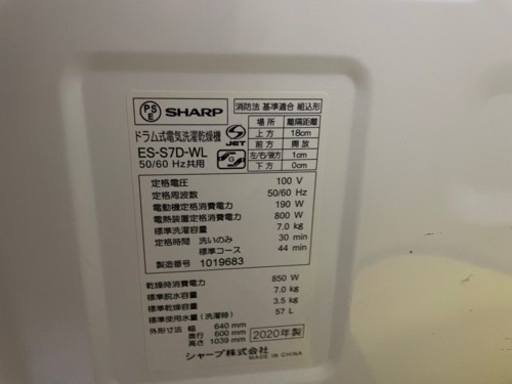 PS E SHARP
ドラム式電気洗濯乾燥機
ES-S7D-WL
50/60 Hz共用
S JET
消防法 基準適合 組込形
場所 離隔距離
上方 18cm
前方 開放
左/右/後方 1cm
下方 0cm
定格電圧 100 V
定格周波数 50/60 Hz
電動機定格消費電力 190 W
電熱装置定格消費電力 800 W
標準洗濯容量 7.0 kg
定格時間 洗いのみ 30 min
標準コース 44 min
製造番号 1019683
乾燥時消費電力 850 W
標準脱水容量 7.0 kg
標準乾燥容量 3.5 kg
標準使用水量(洗濯時) 57 L
外形寸法 幅 640 mm
奥行 600 mm
高さ 1039 mm
2020年製
シャープ株式会社
MADE IN CHINA